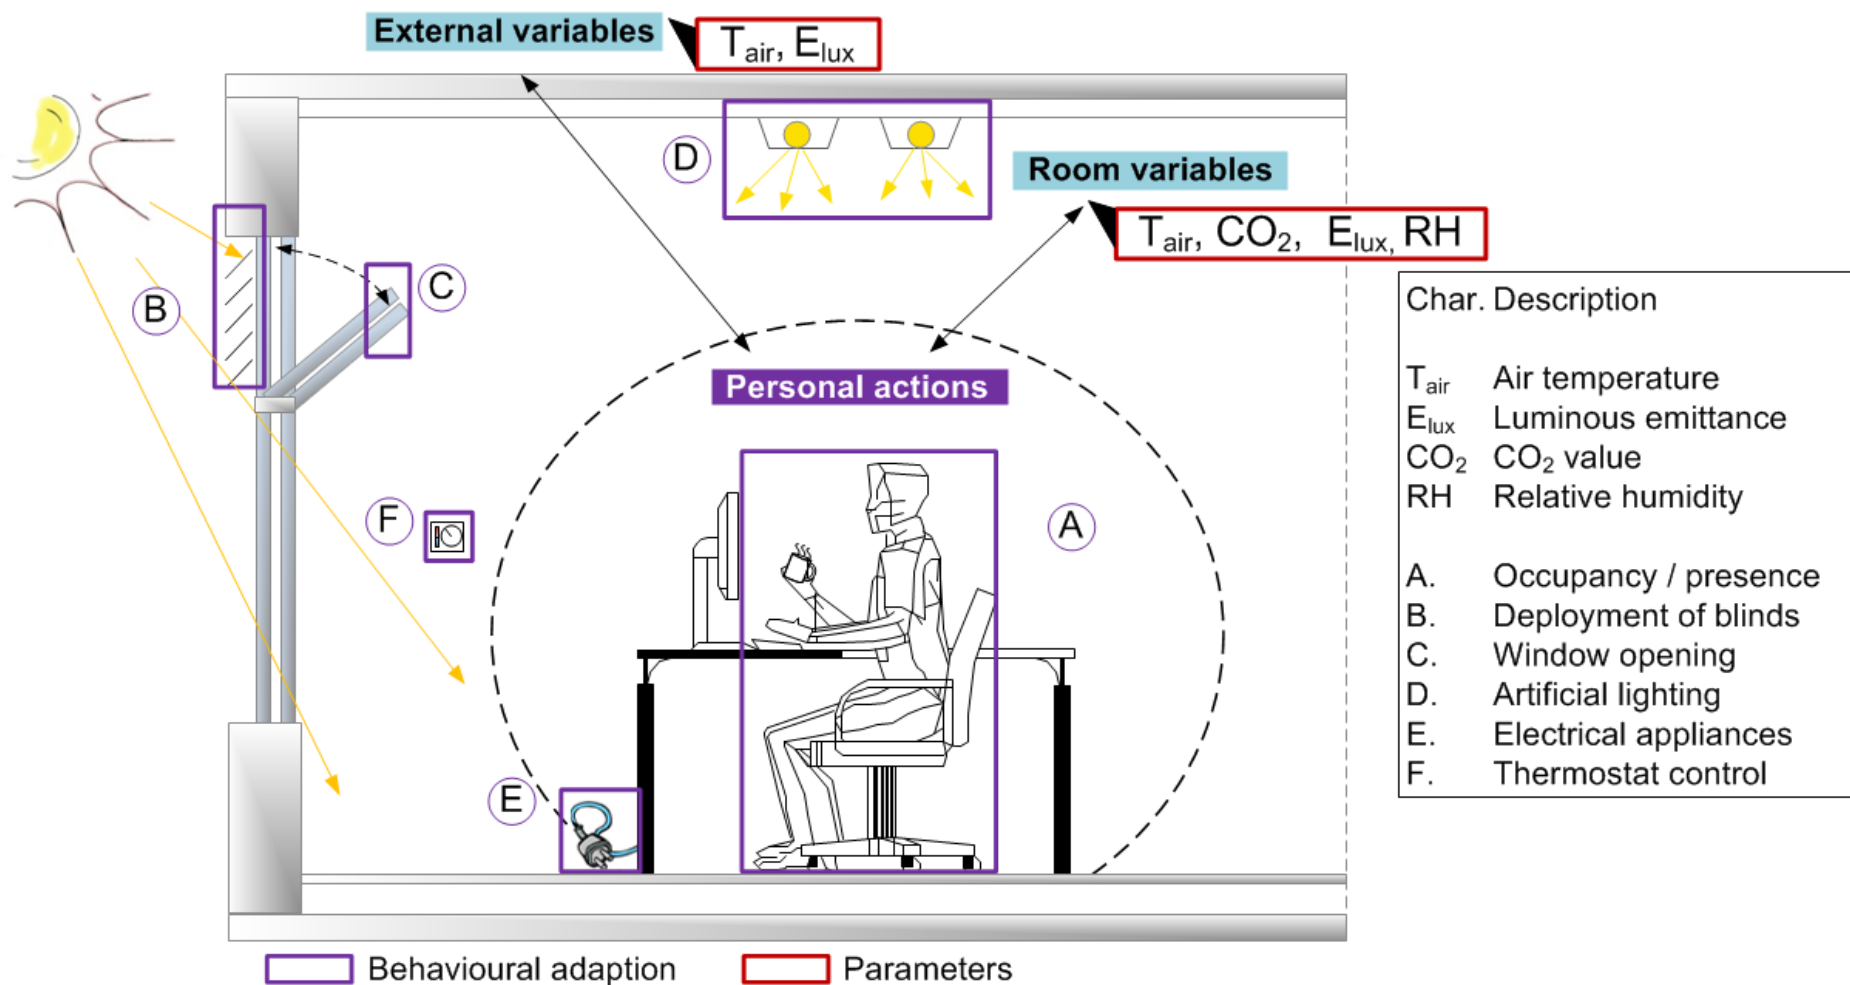 External variables
Tair, Elux
D
Room variables
Tair, CO2, Elux, RH
C
B
Personal actions
F
A
E
Char. Description
Tair Air temperature
Elux Luminous emittance
CO2 CO2 value
RH Relative humidity
A. Occupancy / presence
B. Deployment of blinds
C. Window opening
D. Artificial lighting
E. Electrical appliances
F. Thermostat control
Behavioural adaption
Parameters